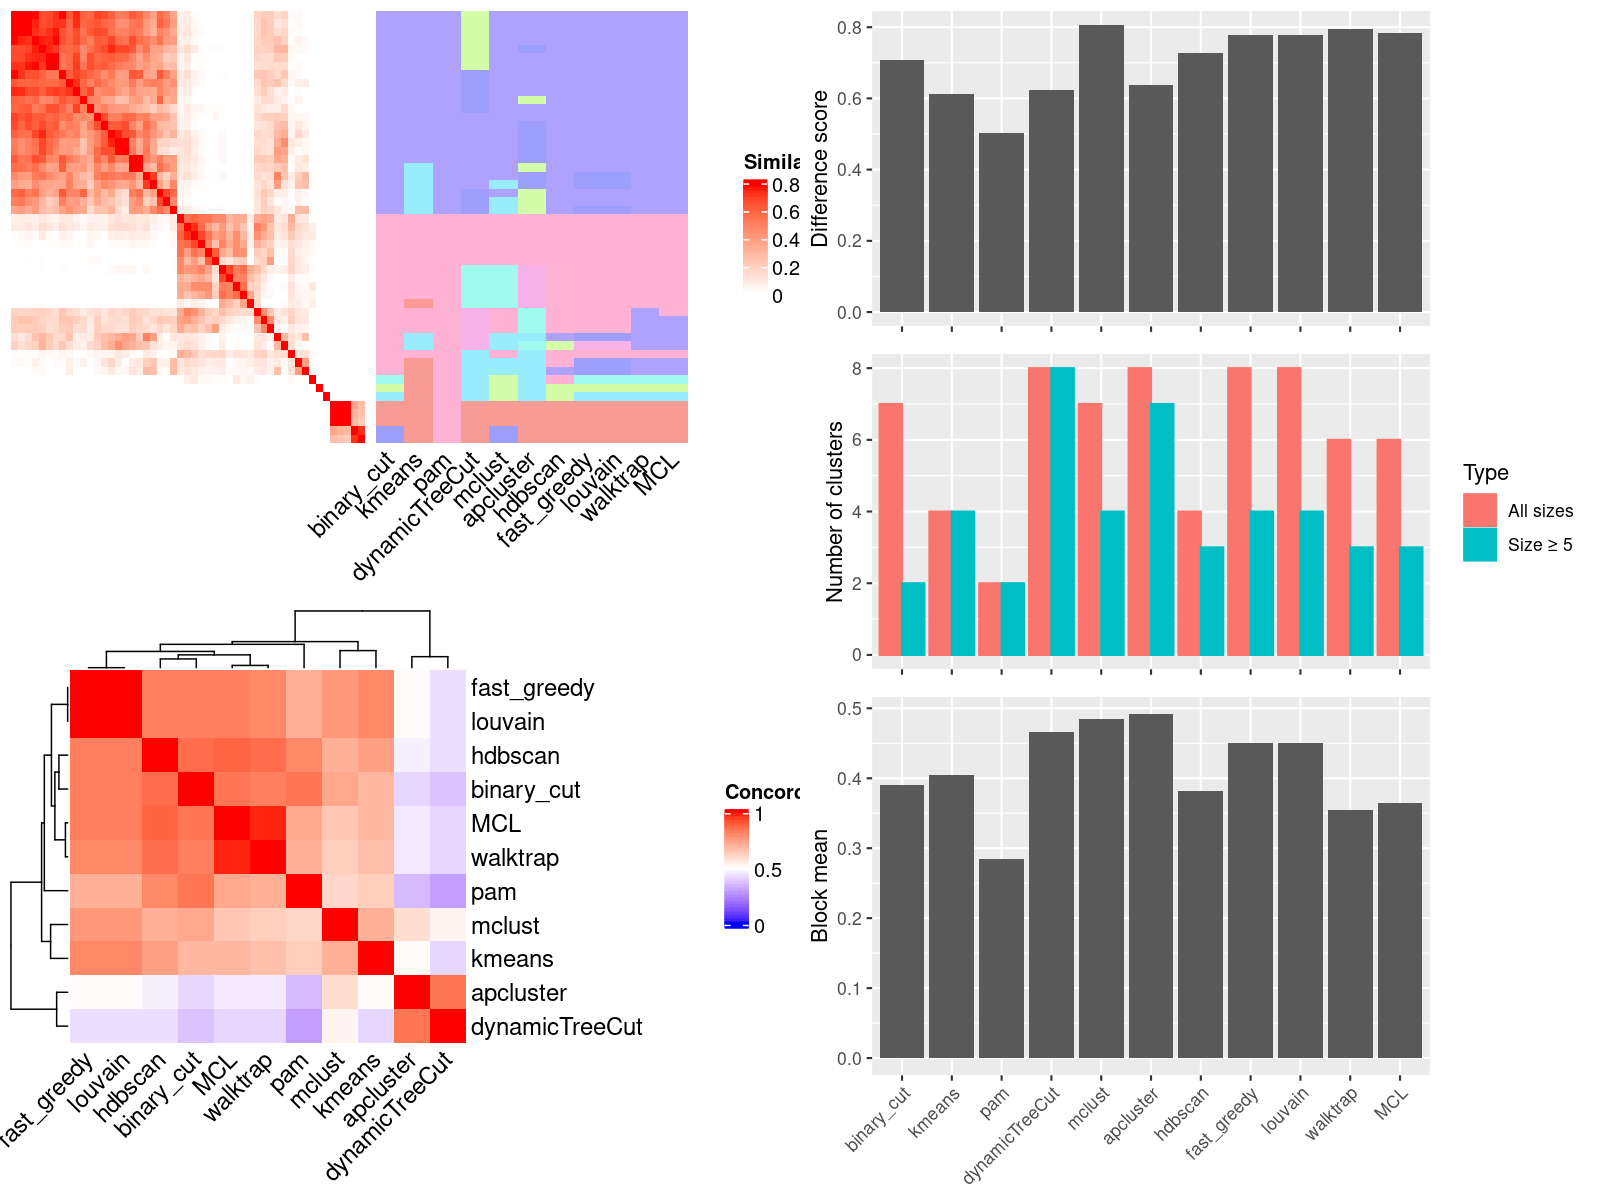 Simila
0.8
0.6
0.4
0.2
0
binary_cut
kmeans
pam
dynamicTreeCut
mclust
apcluster
hdbscan
fast_greedy
louvain
walktrap
MCL
fast_greedy
louvain
hdbscan
binary_cut
MCL
walktrap
pam
mclust
kmeans
apcluster
dynamicTreeCut
fast_greedy
louvain
hdbscan
binary_cut
MCL
walktrap
pam
mclust
kmeans
apcluster
dynamicTreeCut
Concord
1
0.5
0
Difference score
0.8
0.6
0.4
0.2
0.0
Number of clusters
8
6
4
2
0
Type
All sizes
Size ≥ 5
Block mean
0.5
0.4
0.3
0.2
0.1
0.0
binary_cut
kmeans
pam
dynamicTreeCut
mclust
apcluster
hdbscan
fast_greedy
louvain
walktrap
MCL